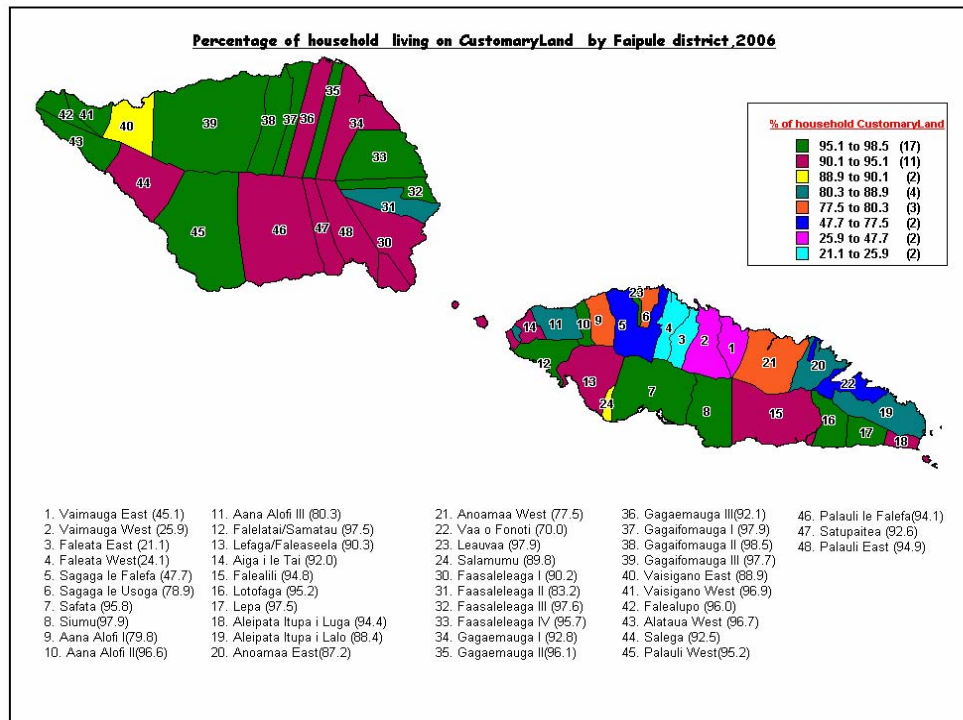 Percentage of household living on CustomaryLand by Faipule district,2006
% of household CustomaryLand
95.1 to 98.5 (17)
90.1 to 95.1 (11)
88.9 to 90.1 (2)
80.3 to 88.9 (4)
77.5 to 80.3 (3)
47.7 to 77.5 (2)
25.9 to 47.7 (2)
21.1 to 25.9 (2)
42
41
40
39
38
37
36
35
34
43
33
44
32
31
45
46
47
48
30
23
14
11
10
9
5
6
4
3
2
1
21
20
12
13
7
22
24
8
15
16
19
17
18
1. Vaimauga East (45.1)
2. Vaimauga West (25.9)
3. Faleata East (21.1)
4. Faleata West(24.1)
5. Sagaga le Falefa (47.7)
6. Sagaga le Usoga (78.9)
7. Safata (95.8)
8. Siumu(97.9)
9. Aana Alofi I(79.8)
10. Aana Alofi II(96.6)
11. Aana Alofi III (80.3)
12. Falelatai/Samatau (97.5)
13. Lefaga/Faleaseela (90.3)
14. Aiga i le Tai (92.0)
15. Falealili (94.8)
16. Lotofaga (95.2)
17. Lepa (97.5)
18. Aleipata Itupa i Luga (94.4)
19. Aleipata Itupa i Lalo (88.4)
20. Anoamaa East(87.2)
21. Anoamaa West (77.5)
22. Vaa o Fonoti (70.0)
23. Leauvaa (97.9)
24. Salamumu (89.8)
30. Faasaleleaga I (90.2)
31. Faasaleleaga II (83.2)
32. Faasaleleaga III (97.6)
33. Faasaleleaga IV (95.7)
34. Gagaemauga I (92.8)
35. Gagaemauga II(96.1)
36. Gagaemauga III(92.1)
37. Gagaifomauga I (97.9)
38. Gagaifomauga II (98.5)
39. Gagaifomauga III (97.7)
40. Vaisigano East (88.9)
41. Vaisigano West (96.9)
42. Falealupo (96.0)
43. Alataua West (96.7)
44. Salega (92.5)
45. Palauli West(95.2)
46. Palauli le Falefa(94.1)
47. Satupaitea (92.6)
48. Palauli East (94.9)